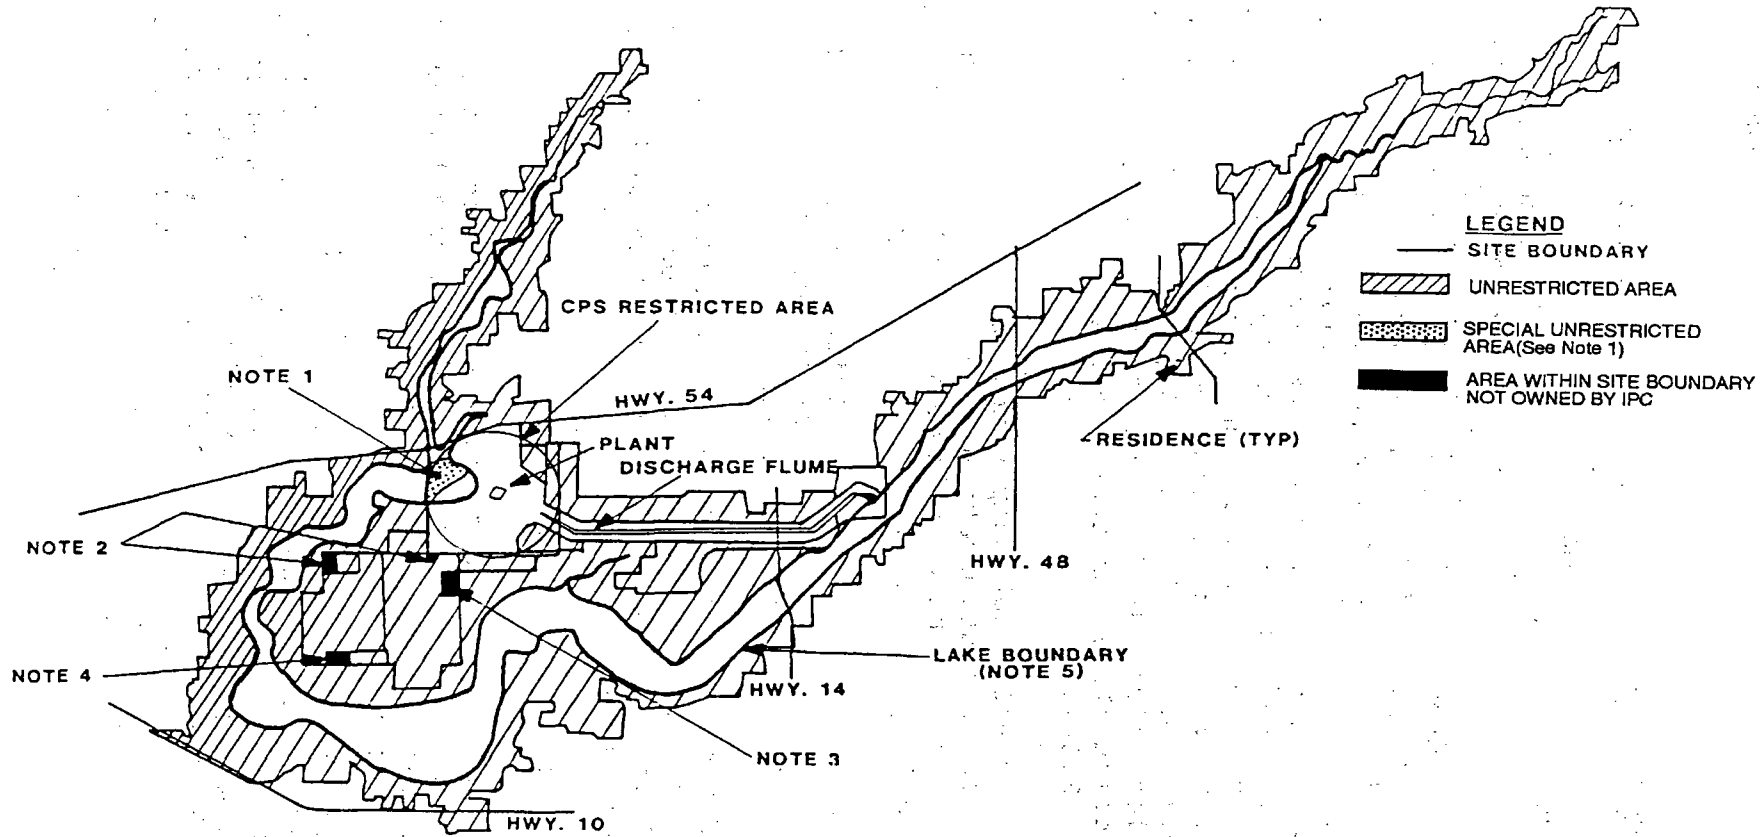 LEGEND
SITE BOUNDARY
UNRESTRICTED AREA
SPECIAL UNRESTRICTED
AREA(See Note 1)
AREA WITHIN SITE BOUNDARY
NOT OWNED BY IPC
CPS RESTRICTED AREA
NOTE 1
HWY. 54
PLANT
DISCHARGE FLUME
RESIDENCE (TYP)
NOTE 2
HWY. 48
LAKE BOUNDARY
(NOTE 5)
NOTE 4
HWY. 14
NOTE 3
HWY. 10